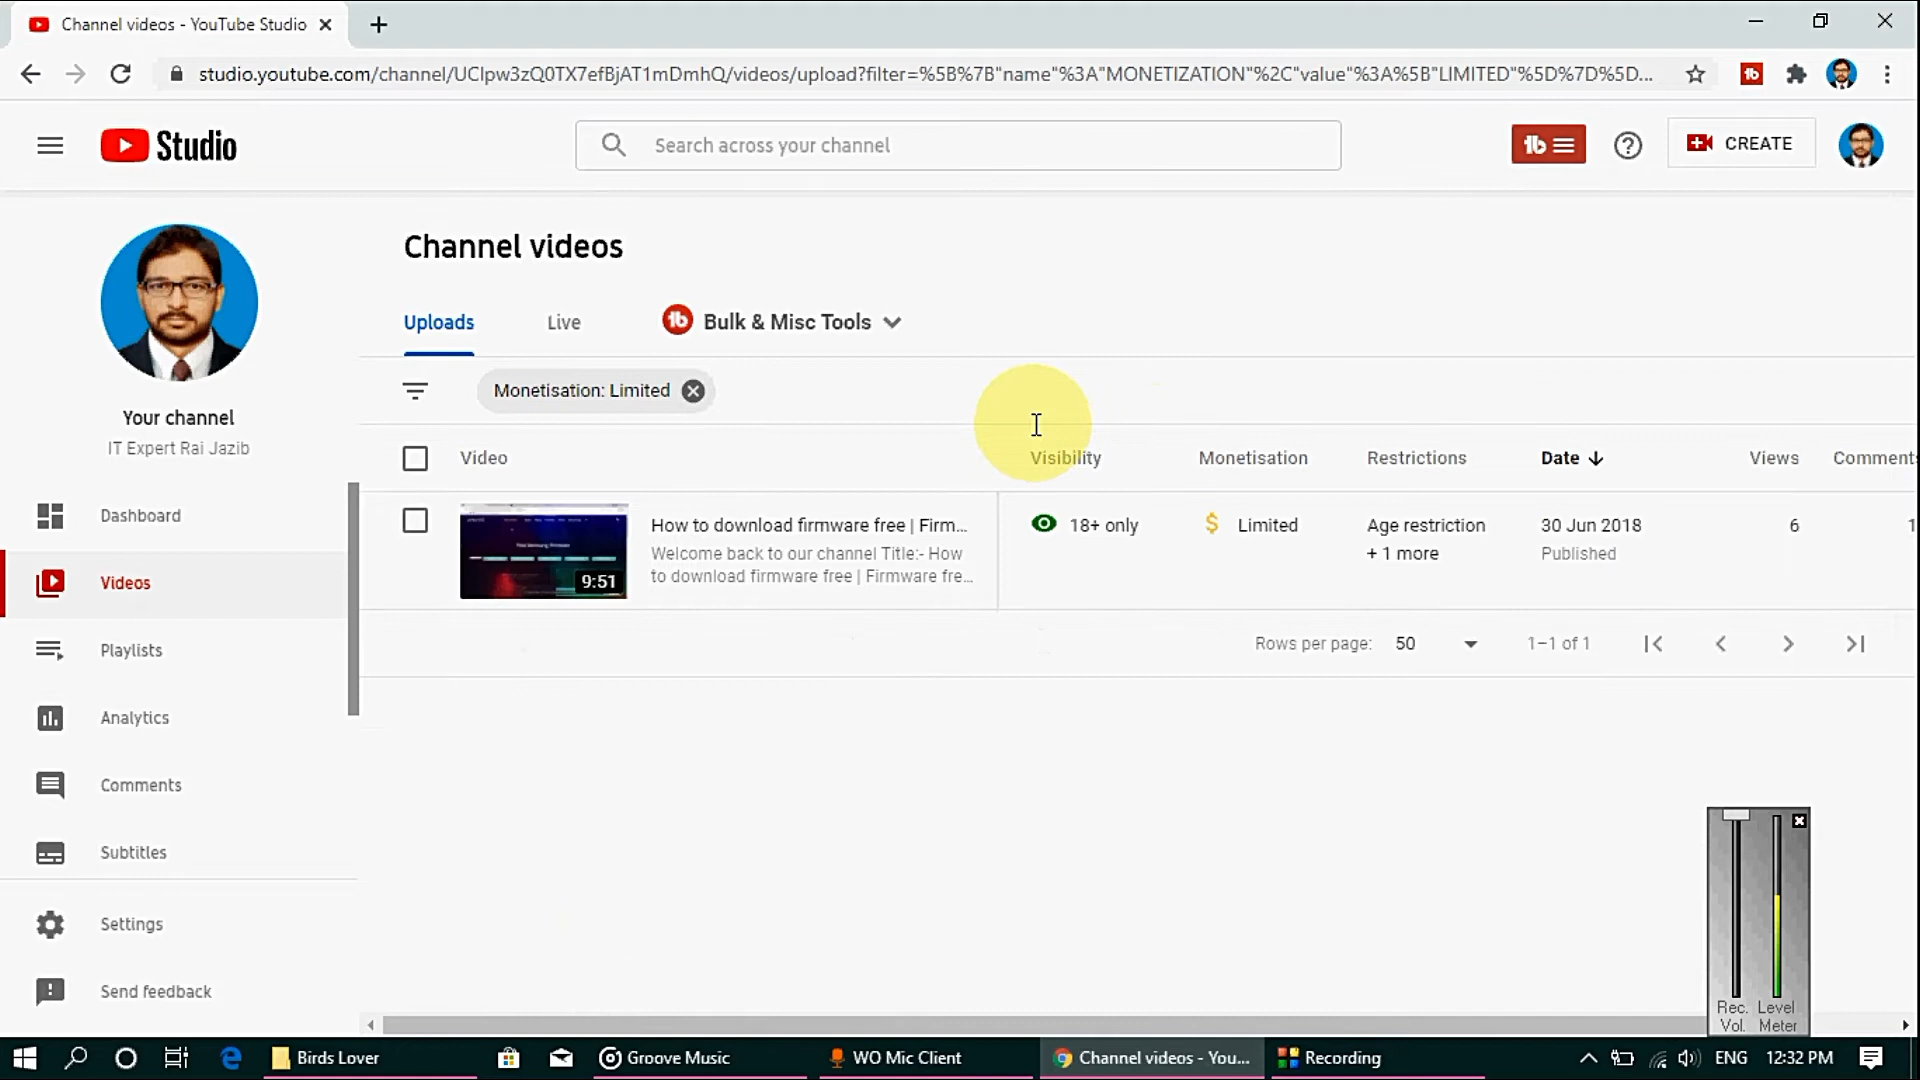 Channel videos - YouTube Studio
studio.youtube.com/channel/UClpw3zQ0TX7efBjAT1mDmhQ/videos/upload?filter=%5B%7B"name"%3A"MONETIZATION"%2C"value"%3A%5B"LIMITED"%5D%7D%5D...
Studio
Search across your channel
CREATE
Channel videos
Uploads
Live
Bulk & Misc Tools
Monetisation: Limited
Your channel
IT Expert Rai Jazib
Dashboard
Videos
Playlists
Analytics
Comments
Subtitles
Settings
Send feedback
Video
Visibility
Monetisation
Restrictions
Date
Views
Comments
9:51
How to download firmware free | Firm...
Welcome back to our channel Title:- How
to download firmware free | Firmware fre...
18+ only
Limited
Age restriction
+ 1 more
30 Jun 2018
Published
6
1
Rows per page: 50
1–1 of 1
Rec. Vol.
Level Meter
Birds Lover
Groove Music
WO Mic Client
Channel videos - You...
Recording
ENG
12:32 PM